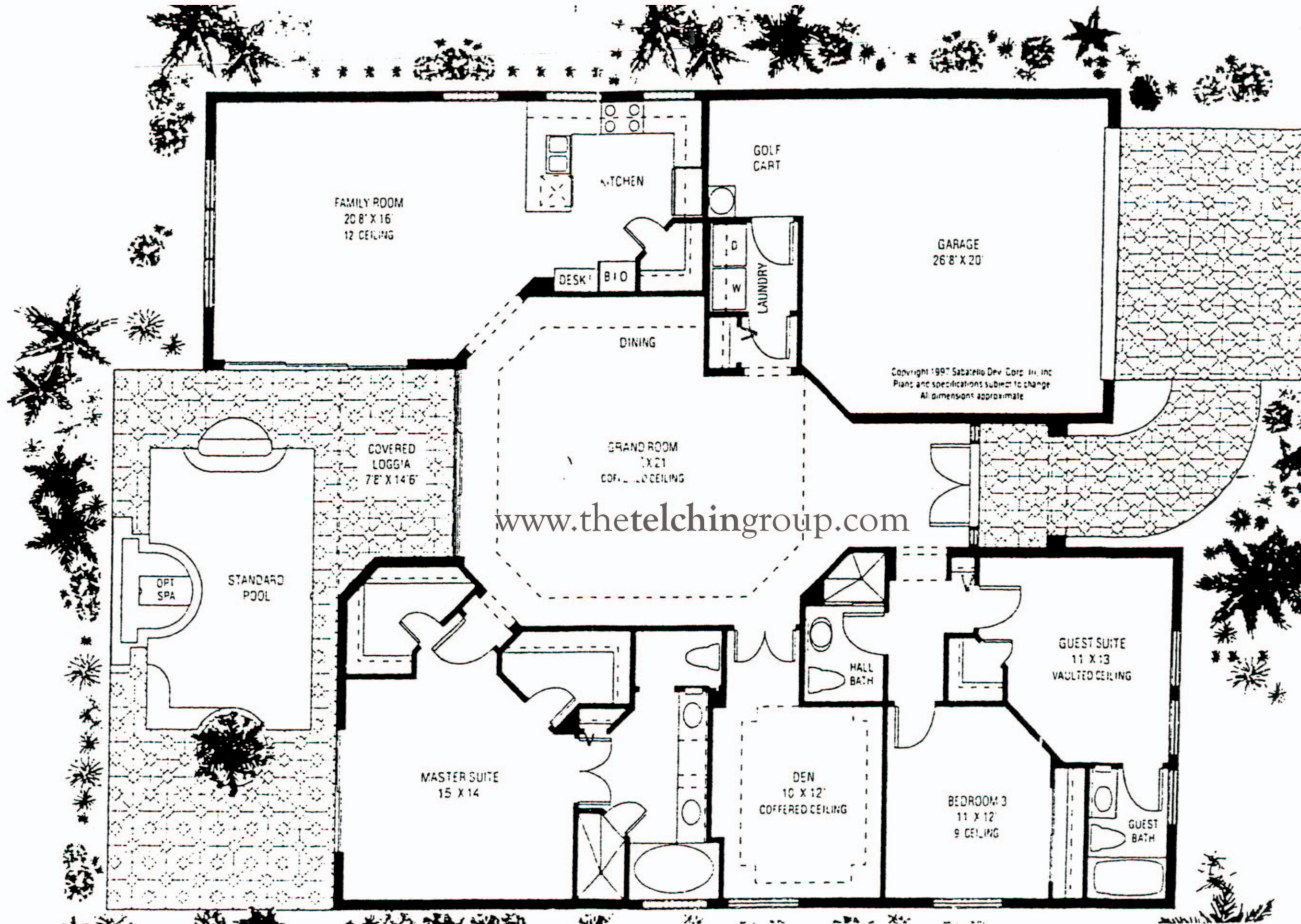 GOLF
CART
KITCHEN
FAMILY ROOM
20'8" X 16'
12' CEILING
GARAGE
26'8" X 20'
D
W
LAUNDRY
DESK
B I O
DINING
Copyright 1997 Sabatello Dev. Corp. III, Inc
Plans and specifications subject to change
All dimensions approximate
COVERED
LOGGIA
7'8" X 14'6"
GRAND ROOM
X 21
CEILING
www.thetelchingroup.com
OPT
SPA
STANDARD
POOL
HALL
BATH
GUEST SUITE
11' X 13'
VAULTED CEILING
MASTER SUITE
15' X 14'
DEN
10' X 12'
COFFERED CEILING
BEDROOM 3
11' X 12'
9' CEILING
GUEST
BATH